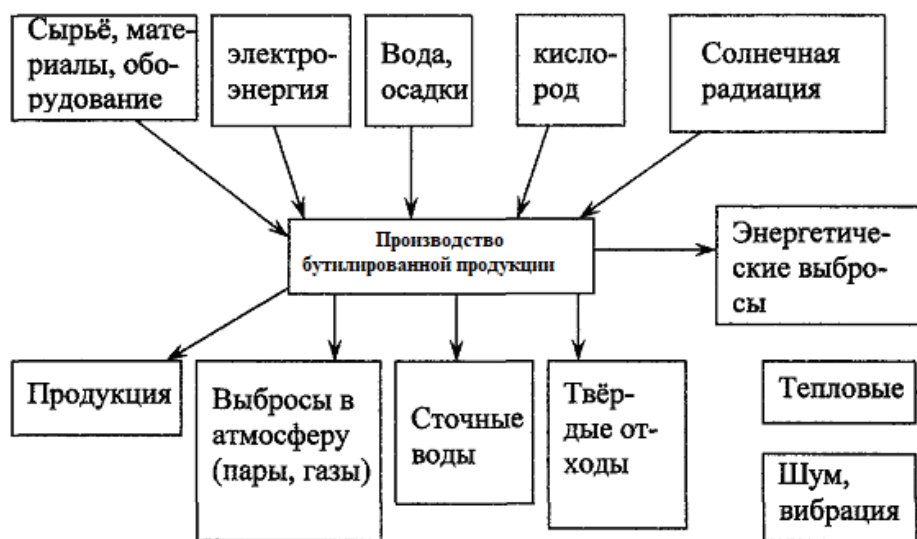 Сырьё, мате-
риалы, обо-
рудование
электро-
энергия
Вода,
осадки
кисло-
род
Солнечная
радиация
Производство
бутилированной продукции
Энергетиче-
ские выбро-
сы
Продукция
Выбросы в
атмосферу
(пары, газы)
Сточные
воды
Твёр-
дые от-
ходы
Тепловые
Шум,
вибрация